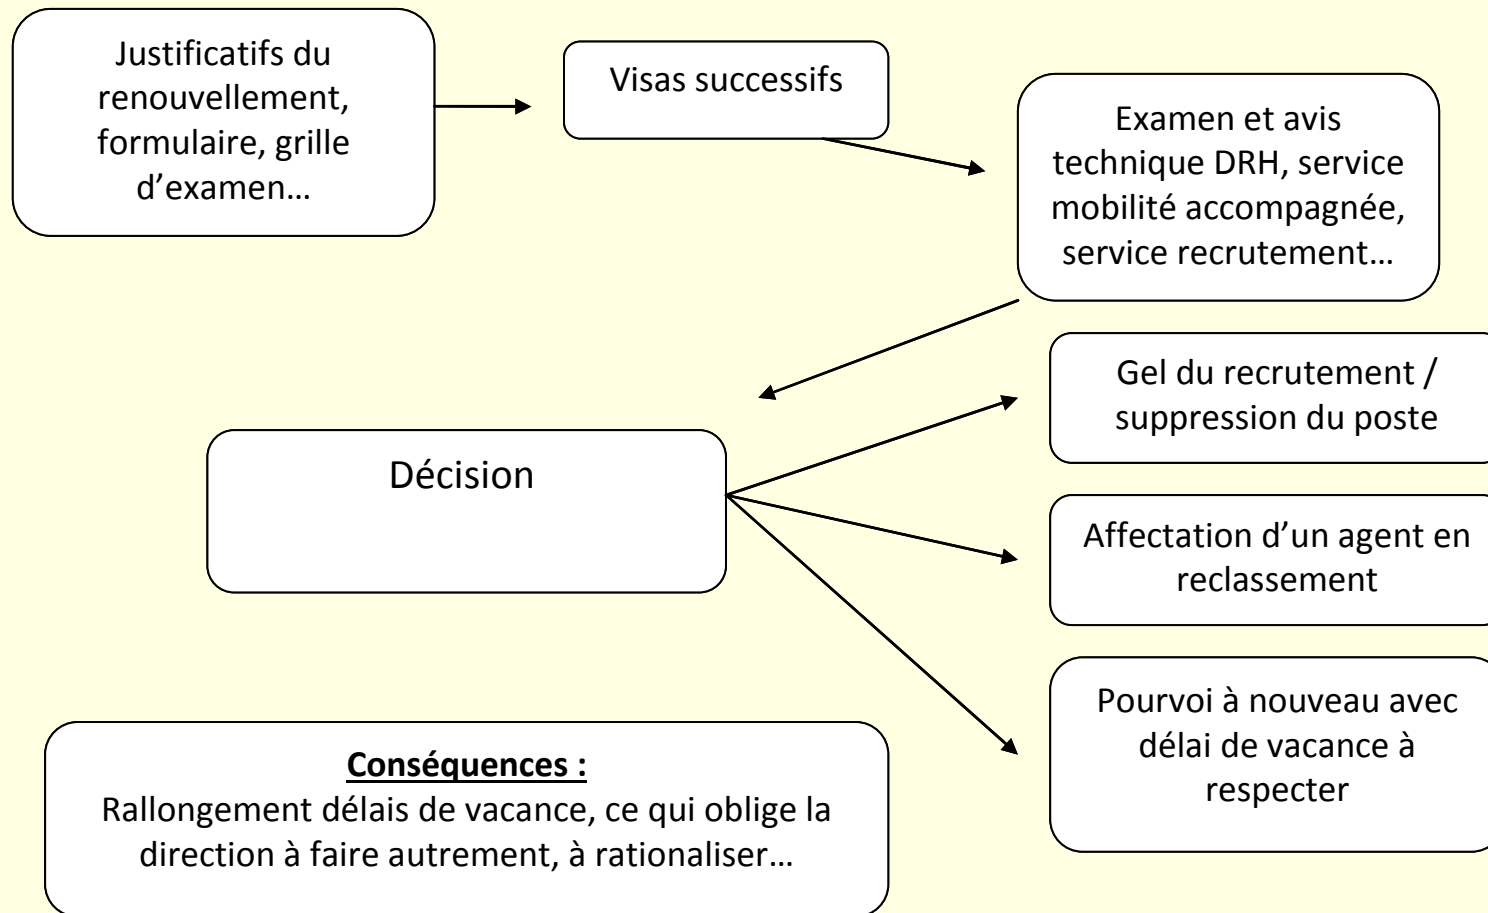 Justificatifs du
renouvellement,
formulaire, grille
d’examen…
Visas successifs
Examen et avis
technique DRH, service
mobilité accompagnée,
service recrutement…
Gel du recrutement /
suppression du poste
Décision
Affectation d’un agent en
reclassement
Pourvoi à nouveau avec
délai de vacance à
respecter
Conséquences :
Rallongement délais de vacance, ce qui oblige la
direction à faire autrement, à rationaliser…